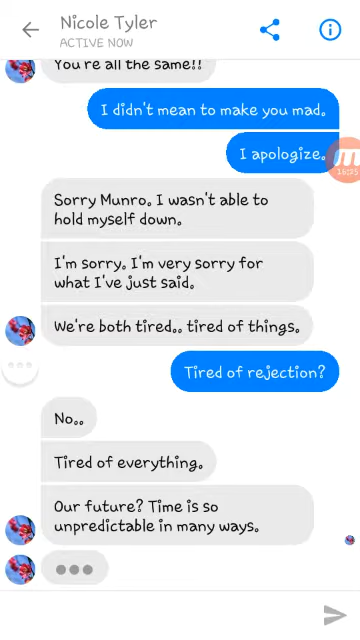 Nicole Tyler
ACTIVE NOW
You're all the same!!
I didn't mean to make you mad.
I apologize.
Sorry Munro. I wasn't able to
hold myself down.
I'm sorry. I'm very sorry for
what I've just said.
We're both tired.. tired of things.
Tired of rejection?
No..
Tired of everything.
Our future? Time is so
unpredictable in many ways.